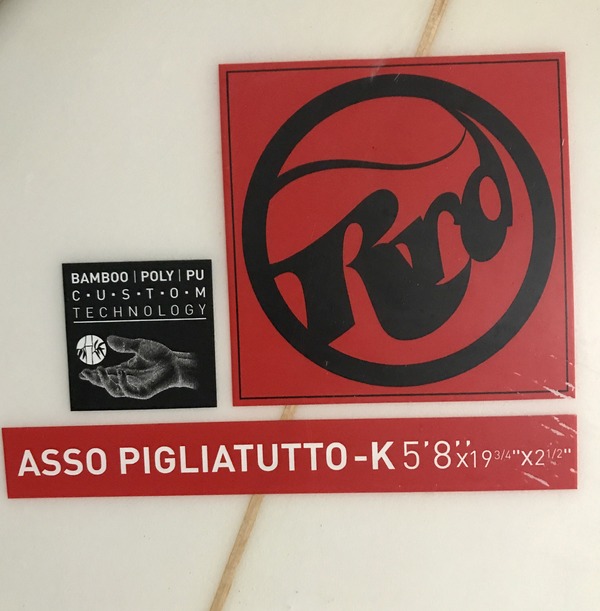 Rrd
BAMBOO | POLY | PU
C·U·S·T·O·M
TECHNOLOGY
ASSO PIGLIATUTTO -K 5'8''x19 3/4"x2 1/2"